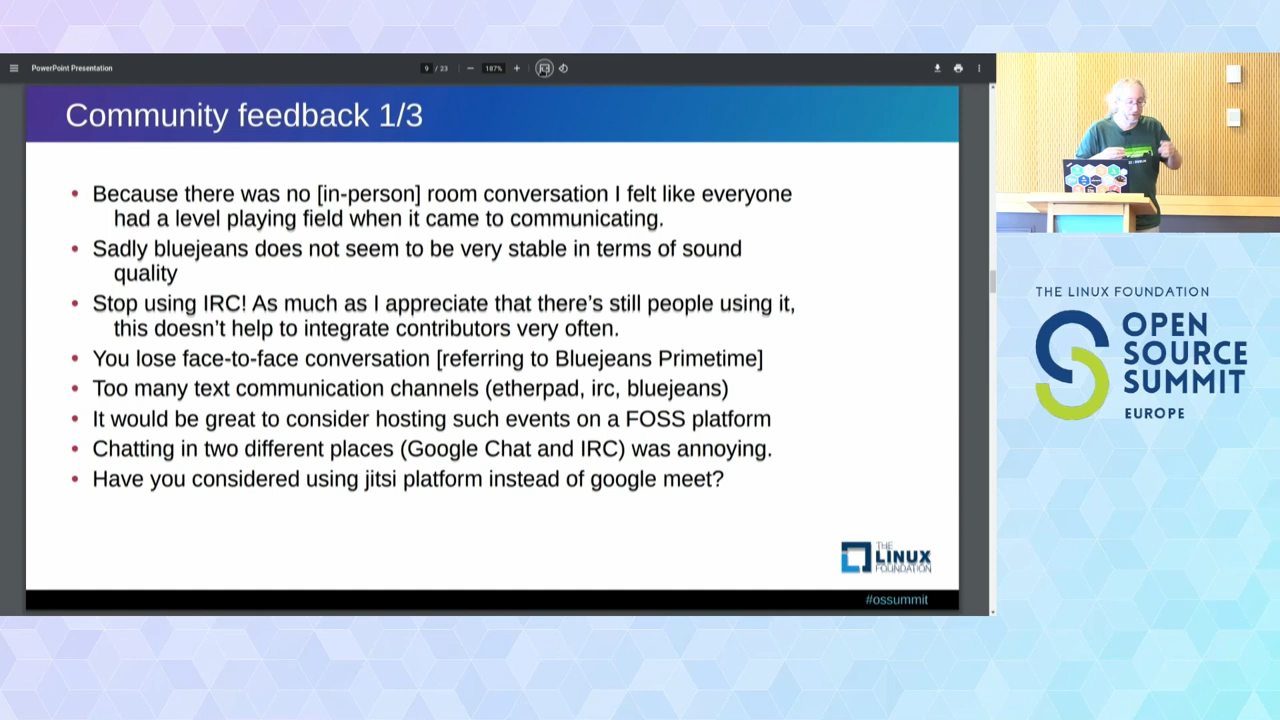 PowerPoint Presentation
9 / 23
187%
Community feedback 1/3
• Because there was no [in-person] room conversation I felt like everyone
had a level playing field when it came to communicating.
• Sadly bluejeans does not seem to be very stable in terms of sound
quality
• Stop using IRC! As much as I appreciate that there’s still people using it,
this doesn’t help to integrate contributors very often.
• You lose face-to-face conversation [referring to Bluejeans Primetime]
• Too many text communication channels (etherpad, irc, bluejeans)
• It would be great to consider hosting such events on a FOSS platform
• Chatting in two different places (Google Chat and IRC) was annoying.
• Have you considered using jitsi platform instead of google meet?
THE
LINUX
FOUNDATION
#ossummit
THE LINUX FOUNDATION
OPEN
SOURCE
SUMMIT
EUROPE